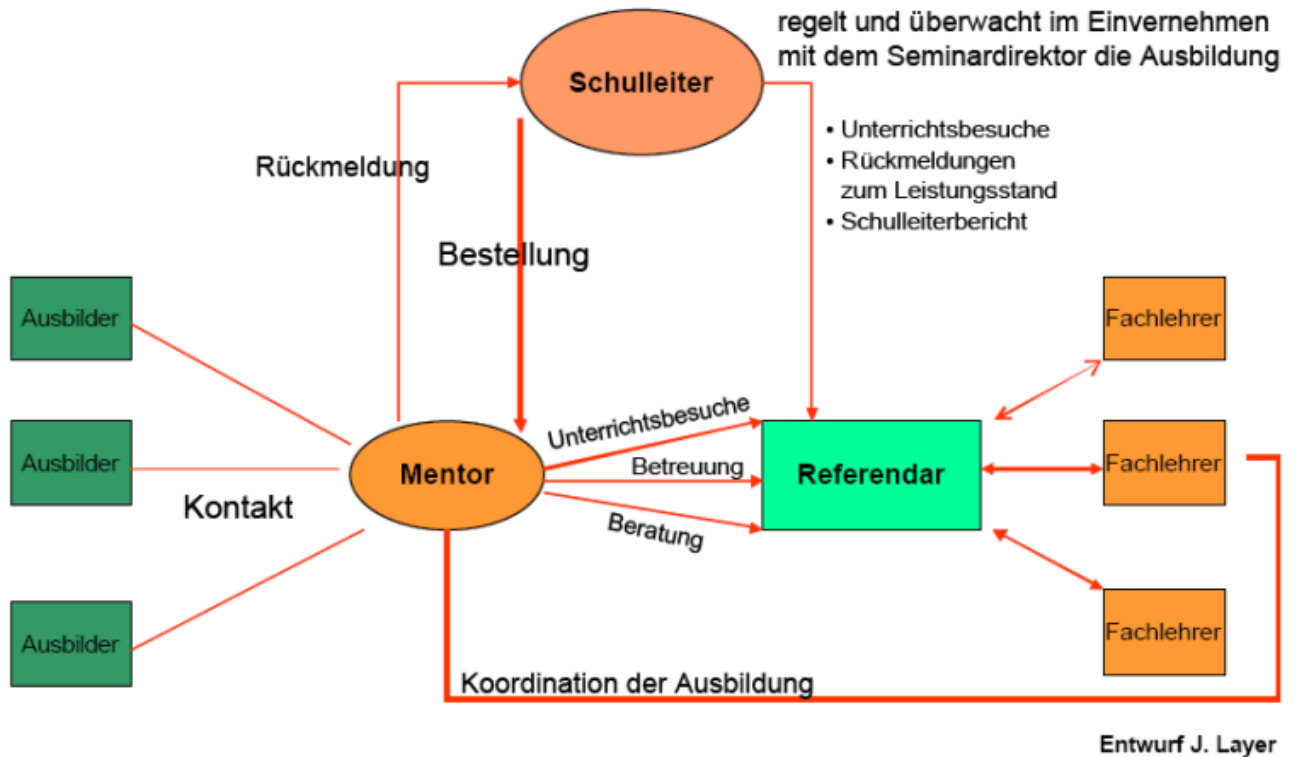 regelt und überwacht im Einvernehmen
mit dem Seminardirektor die Ausbildung
Schulleiter
• Unterrichtsbesuche
• Rückmeldungen
zum Leistungsstand
• Schulleiterbericht
Rückmeldung
Bestellung
Ausbilder
Fachlehrer
Unterrichtsbesuche
Ausbilder
Mentor
Betreuung
Referendar
Fachlehrer
Kontakt
Beratung
Ausbilder
Fachlehrer
Koordination der Ausbildung
Entwurf J. Layer